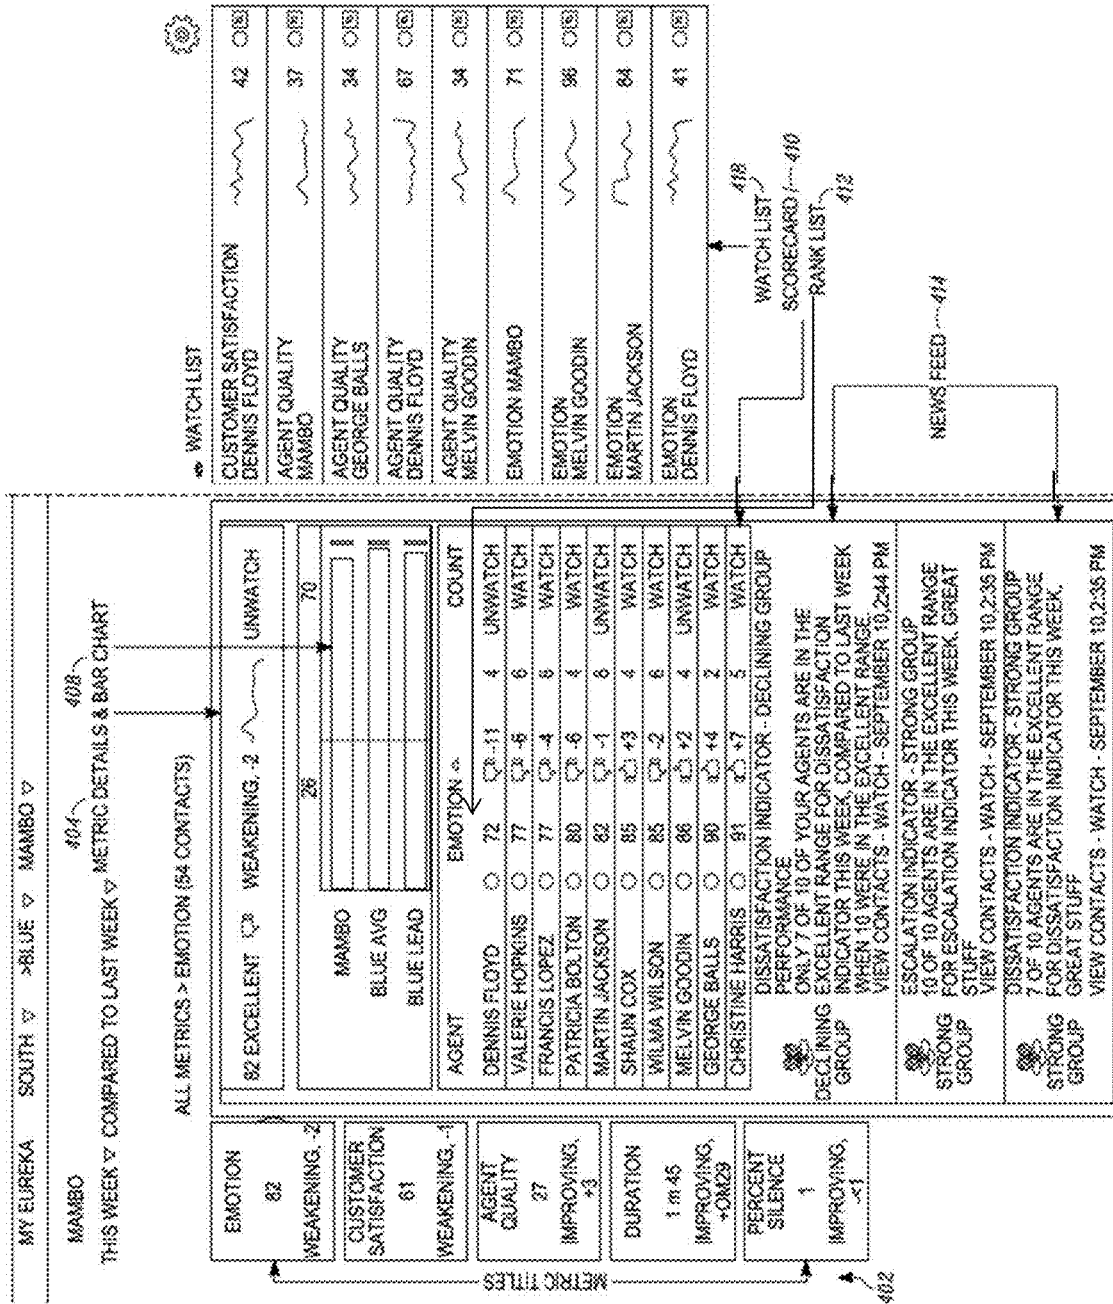 MY EUREKA SOUTH ▽ >BLUE ▽ MAMBO ▽
MAMBO
404
408
THIS WEEK ▽ COMPARED TO LAST WEEK ▽
METRIC DETAILS & BAR CHART
ALL METRICS > EMOTION (54 CONTACTS)
METRIC TITLES
402
EMOTION
82
WEAKENING, -2
CUSTOMER
SATISFACTION
61
WEAKENING, -1
AGENT
QUALITY
27
IMPROVING,
+3
DURATION
1 m 45
IMPROVING,
+0M29
PERCENT
SILENCE
1
IMPROVING,
-<1
82 EXCELLENT WEAKENING, -2 UNWATCH
26 70
MAMBO
BLUE AVG
BLUE LEAD
AGENT EMOTION COUNT
DENNIS FLOYD 72 -11 4 UNWATCH
VALERIE HOPKINS 77 -6 6 WATCH
FRANCIS LOPEZ 77 -4 6 WATCH
PATRICIA BOLTON 80 -6 4 WATCH
MARTIN JACKSON 82 -1 6 UNWATCH
SHAUN COX 85 +3 4 WATCH
WILMA WILSON 85 -2 6 WATCH
MELVIN GOODIN 86 +2 4 UNWATCH
GEORGE BALLS 90 +4 2 WATCH
CHRISTINE HARRIS 91 +7 5 WATCH
DECLINING
GROUP
DISSATISFACTION INDICATOR - DECLINING GROUP
PERFORMANCE
ONLY 7 OF 10 OF YOUR AGENTS ARE IN THE
EXCELLENT RANGE FOR DISSATISFACTION
INDICATOR THIS WEEK, COMPARED TO LAST WEEK
WHEN 10 WERE IN THE EXCELLENT RANGE.
VIEW CONTACTS - WATCH - SEPTEMBER 10,2:44 PM
STRONG
GROUP
ESCALATION INDICATOR - STRONG GROUP
10 OF 10 AGENTS ARE IN THE EXCELLENT RANGE
FOR ESCALATION INDICATOR THIS WEEK. GREAT
STUFF
VIEW CONTACTS - WATCH - SEPTEMBER 10,2:35 PM
STRONG
GROUP
DISSATISFACTION INDICATOR - STRONG GROUP
7 OF 10 AGENTS ARE IN THE EXCELLENT RANGE
FOR DISSATISFACTION INDICATOR THIS WEEK.
GREAT STUFF
VIEW CONTACTS - WATCH - SEPTEMBER 10,2:35 PM
WATCH LIST
CUSTOMER SATISFACTION
DENNIS FLOYD 42
AGENT QUALITY
MAMBO 37
AGENT QUALITY
GEORGE BALLS 34
AGENT QUALITY
DENNIS FLOYD 67
AGENT QUALITY
MELVIN GOODIN 34
EMOTION MAMBO 71
EMOTION
MELVIN GOODIN 96
EMOTION
MARTIN JACKSON 84
EMOTION
DENNIS FLOYD 41
WATCH LIST 418
SCORECARD 410
RANK LIST 412
NEWS FEED 414